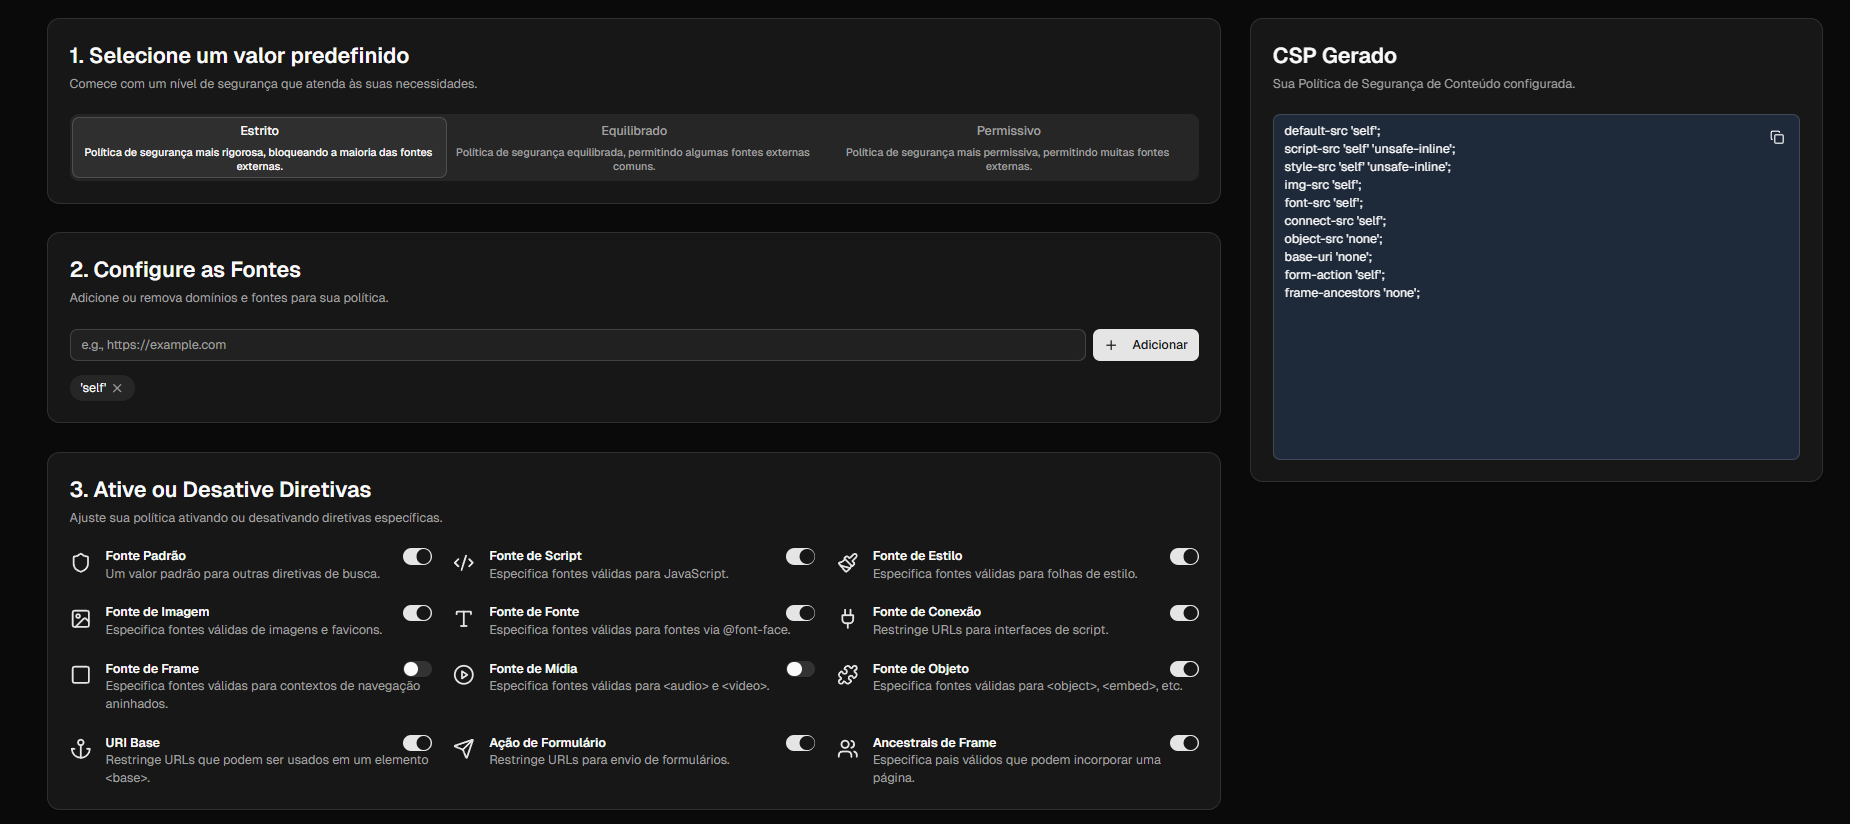 1. Selecione um valor predefinido
Comece com um nível de segurança que atenda às suas necessidades.
Estrito
Política de segurança mais rigorosa, bloqueando a maioria das fontes
externas.
Equilibrado
Política de segurança equilibrada, permitindo algumas fontes externas
comuns.
Permissivo
Política de segurança mais permissiva, permitindo muitas fontes
externas.
2. Configure as Fontes
Adicione ou remova domínios e fontes para sua política.
e.g., https://example.com
+ Adicionar
'self' ×
3. Ative ou Desative Diretivas
Ajuste sua política ativando ou desativando diretivas específicas.
Fonte Padrão
Um valor padrão para outras diretivas de busca.
Fonte de Script
Especifica fontes válidas para JavaScript.
Fonte de Estilo
Especifica fontes válidas para folhas de estilo.
Fonte de Imagem
Especifica fontes válidas de imagens e favicons.
Fonte de Fonte
Especifica fontes válidas para fontes via @font-face.
Fonte de Conexão
Restringe URLs para interfaces de script.
Fonte de Frame
Especifica fontes válidas para contextos de navegação
aninhados.
Fonte de Mídia
Especifica fontes válidas para <audio> e <video>.
Fonte de Objeto
Especifica fontes válidas para <object>, <embed>, etc.
URI Base
Restringe URLs que podem ser usados em um elemento
<base>.
Ação de Formulário
Restringe URLs para envio de formulários.
Ancestrais de Frame
Especifica pais válidos que podem incorporar uma
página.
CSP Gerado
Sua Política de Segurança de Conteúdo configurada.
default-src 'self';
script-src 'self' 'unsafe-inline';
style-src 'self' 'unsafe-inline';
img-src 'self';
font-src 'self';
connect-src 'self';
object-src 'none';
base-uri 'none';
form-action 'self';
frame-ancestors 'none';